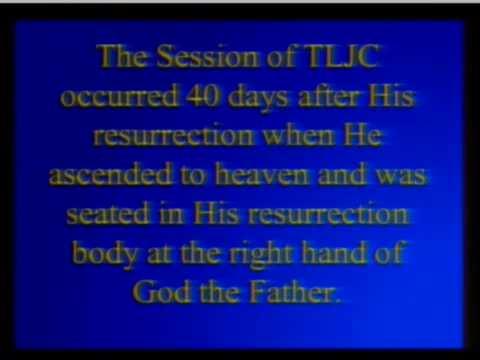 The Session of TLJC
occurred 40 days after His
resurrection when He
ascended to heaven and was
seated in His resurrection
body at the right hand of
God the Father.